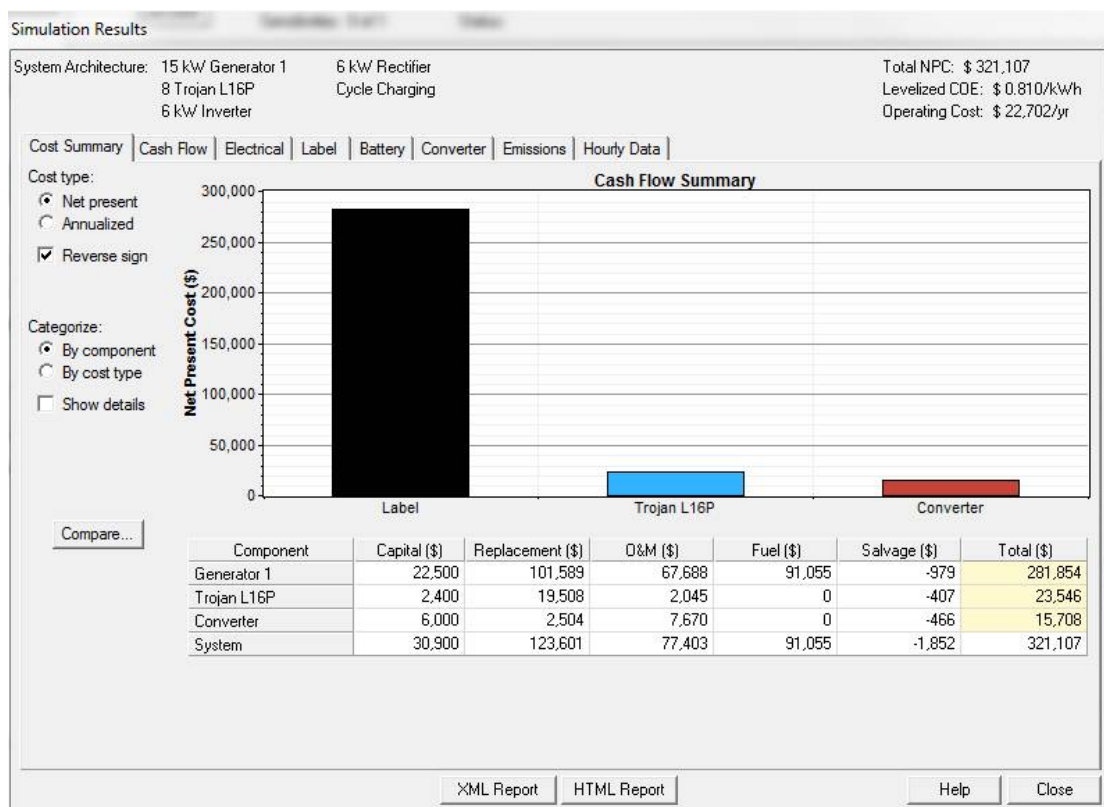 Simulation Results
System Architecture: 15 kW Generator 1 6 kW Rectifier Total NPC: $ 321,107
8 Trojan L16P Cycle Charging Levelized COE: $ 0.810/kWh
6 kW Inverter Operating Cost: $ 22,702/yr
Cost Summary Cash Flow Electrical Label Battery Converter Emissions Hourly Data
Cost type:
Net present
Annualized
Reverse sign
Categorize:
By component
By cost type
Show details
Compare...
Cash Flow Summary
Net Present Cost ($)
300,000
250,000
200,000
150,000
100,000
50,000
0
Label Trojan L16P Converter
Component Capital ($) Replacement ($) O&M ($) Fuel ($) Salvage ($) Total ($)
Generator 1 22,500 101,589 67,688 91,055 -979 281,854
Trojan L16P 2,400 19,508 2,045 0 -407 23,546
Converter 6,000 2,504 7,670 0 -466 15,708
System 30,900 123,601 77,403 91,055 -1,852 321,107
XML Report HTML Report Help Close